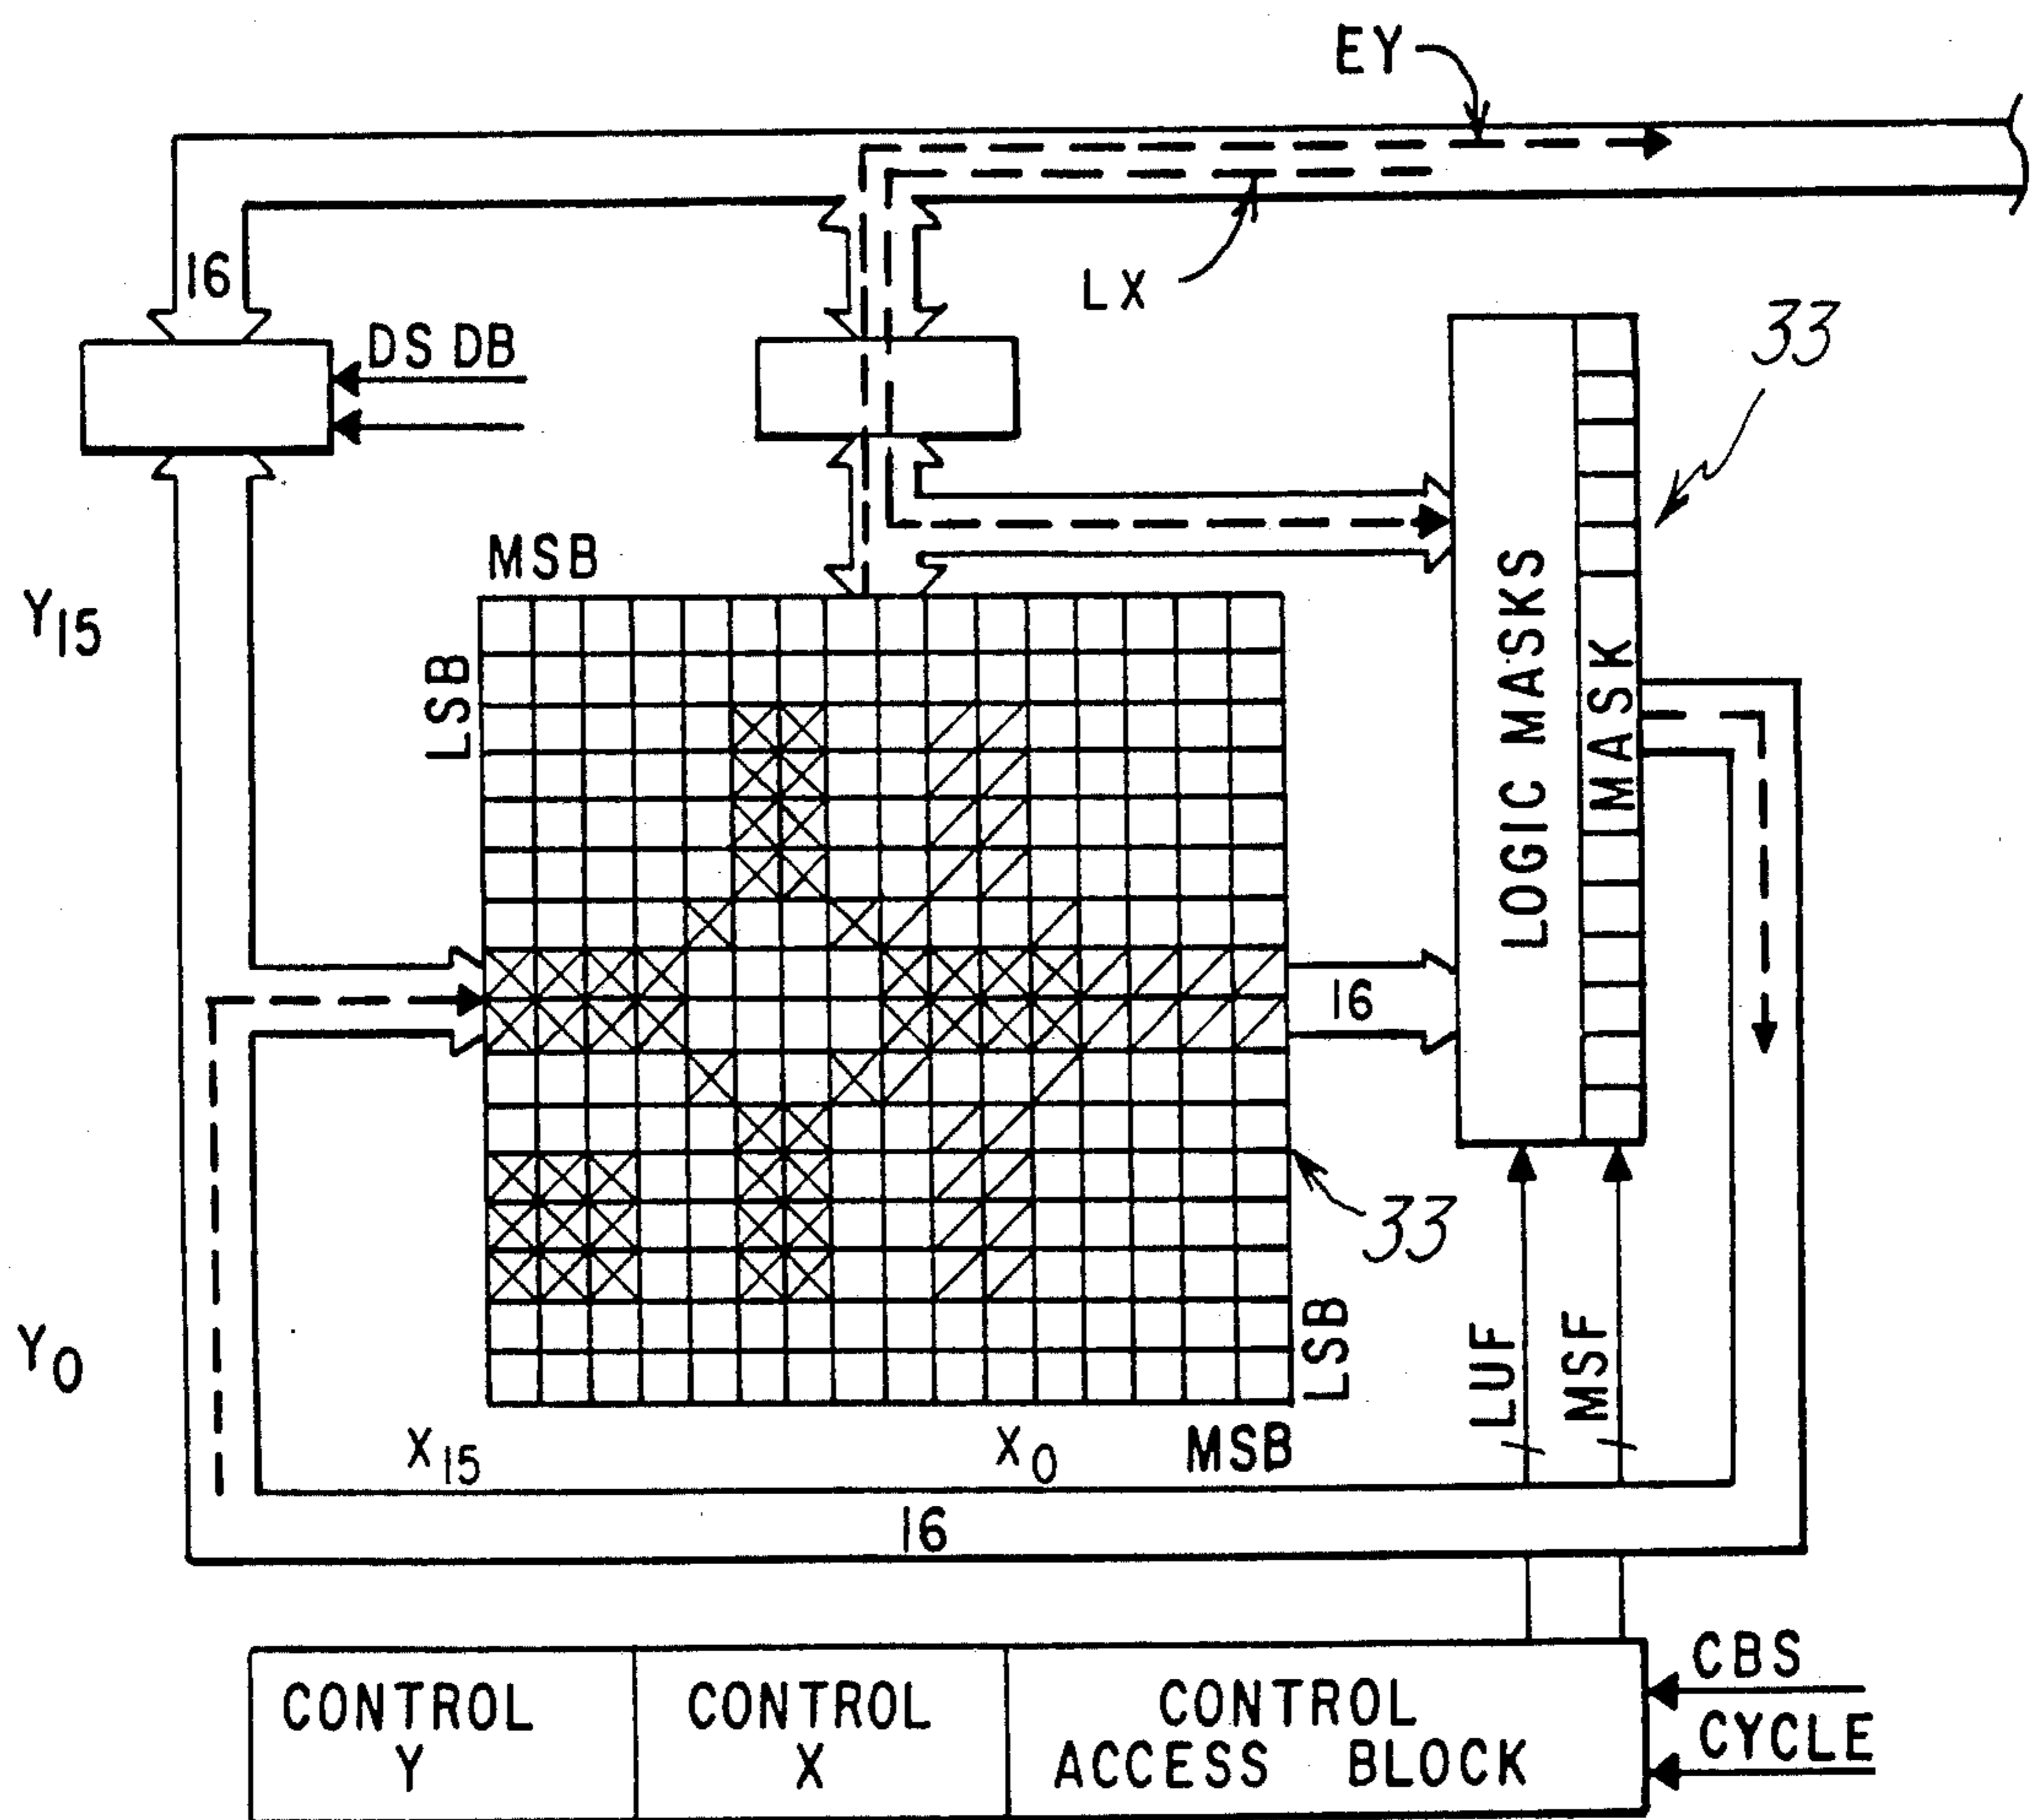 EY
16
LX
DS DB
33
MSB
Y15
LSB
LOGIC MASKS
MASK
16
33
LSB
Y0
LUF
MSF
X15
X0
MSB
16
CONTROL
Y
CONTROL
X
CONTROL
ACCESS BLOCK
CBS
CYCLE